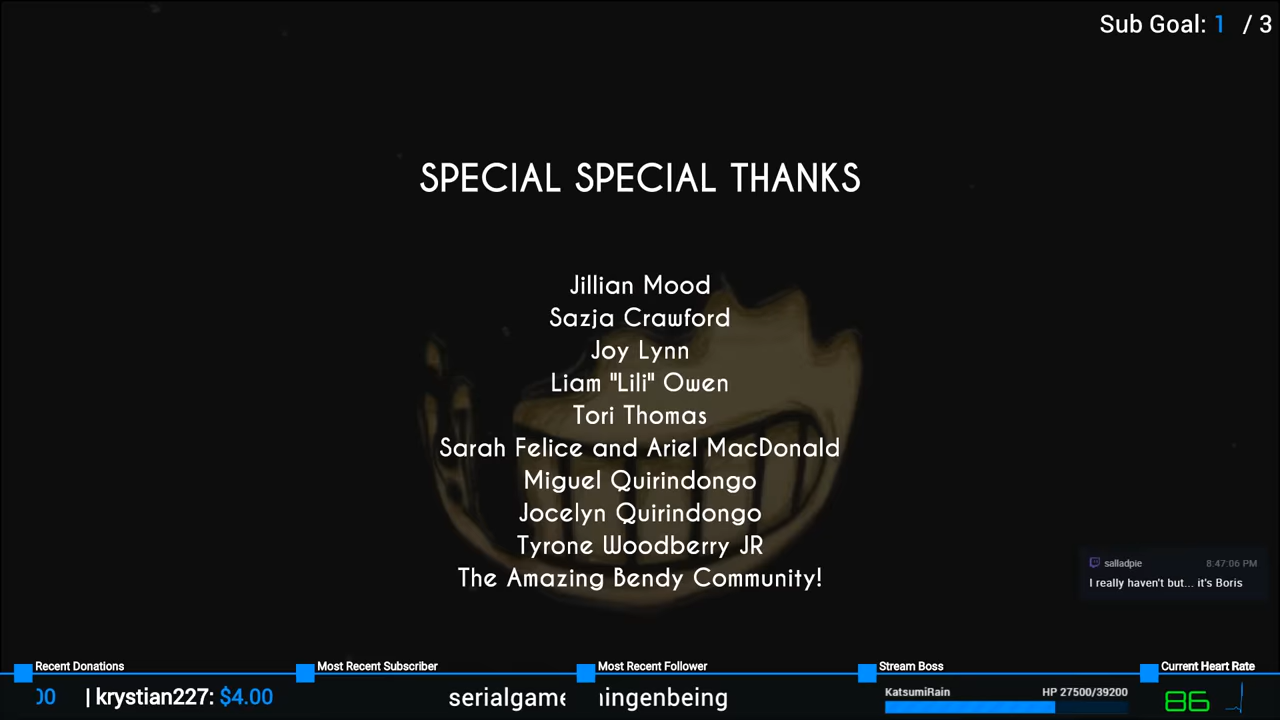 Sub Goal: 1 / 3
SPECIAL SPECIAL THANKS
Jillian Mood
Sazja Crawford
Joy Lynn
Liam "Lili" Owen
Tori Thomas
Sarah Felice and Ariel MacDonald
Miguel Quirindongo
Jocelyn Quirindongo
Tyrone Woodberry JR
The Amazing Bendy Community!
salladpie 8:47:06 PM
I really haven't but... it's Boris
Recent Donations
Most Recent Subscriber
Most Recent Follower
Stream Boss
Current Heart Rate
| krystian227: $4.00
serialgame
ingenbeing
KatsumiRain HP 27500/39200
86